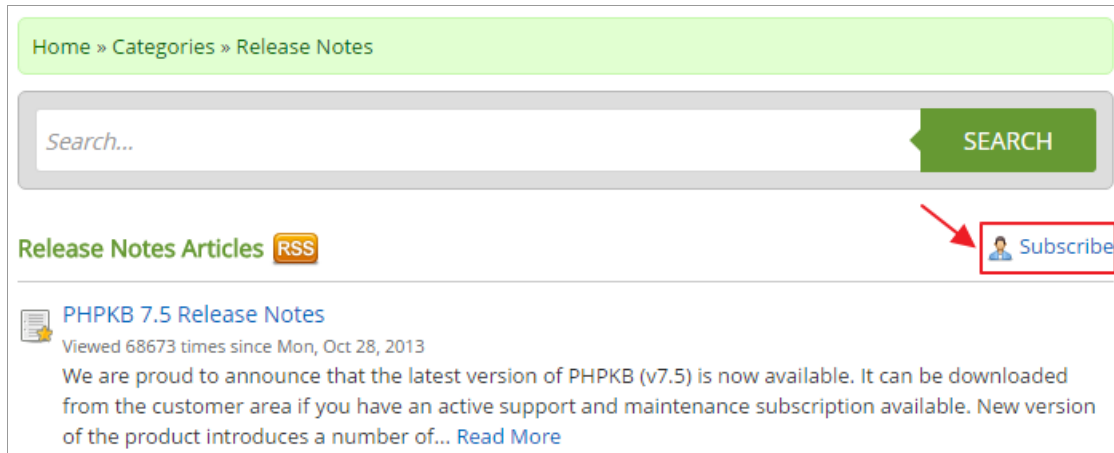 Home » Categories » Release Notes
Search...
SEARCH
Release Notes Articles RSS
Subscribe
PHPKB 7.5 Release Notes
Viewed 68673 times since Mon, Oct 28, 2013
We are proud to announce that the latest version of PHPKB (v7.5) is now available. It can be downloaded
from the customer area if you have an active support and maintenance subscription available. New version
of the product introduces a number of... Read More